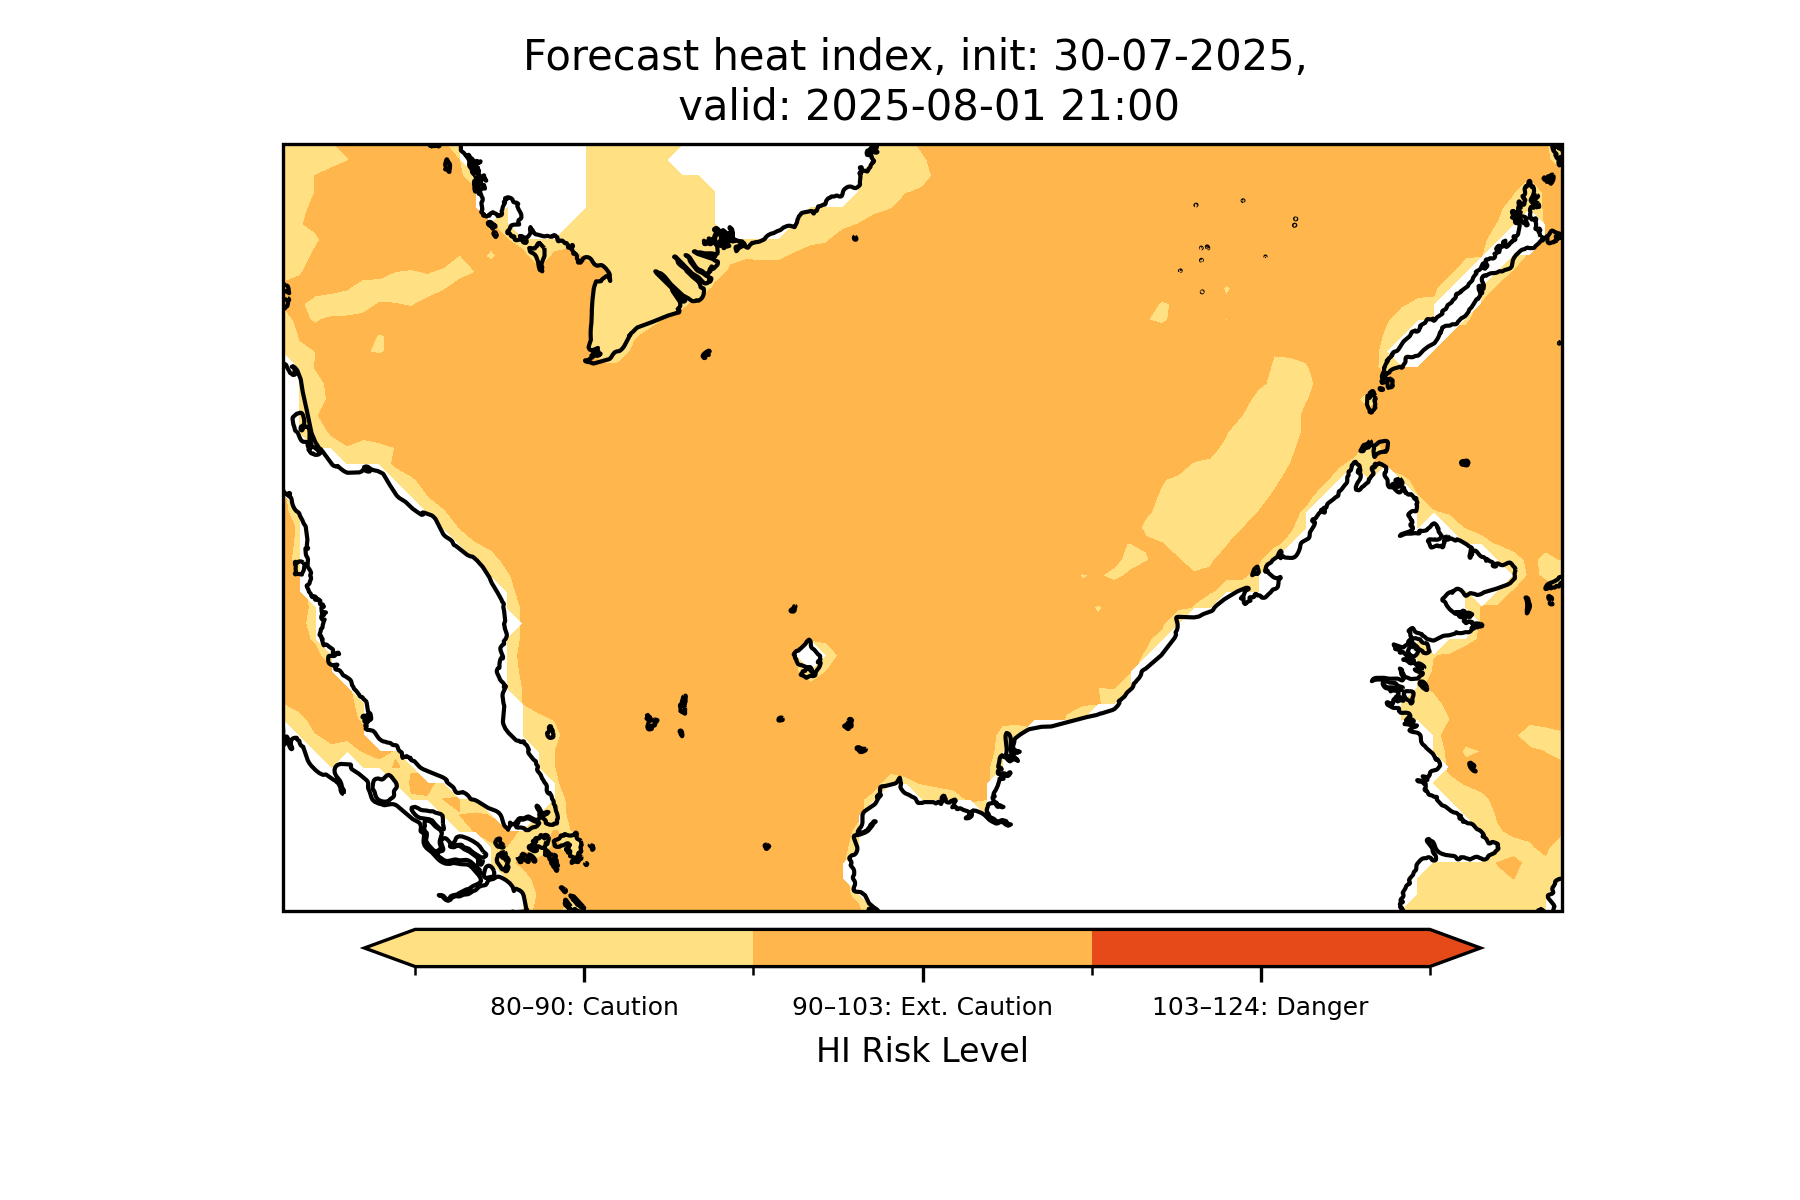 Forecast heat index, init: 30-07-2025,
valid: 2025-08-01 21:00
80–90: Caution
90–103: Ext. Caution
103–124: Danger
HI Risk Level